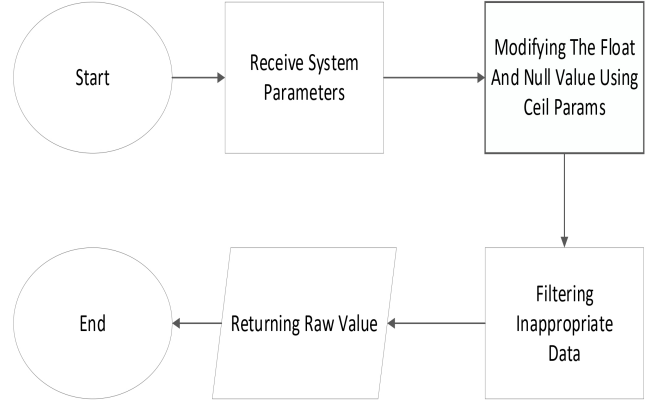 Start
Receive System
Parameters
Modifying The Float
And Null Value Using
Ceil Params
Filtering
Inappropriate
Data
Returning Raw Value
End